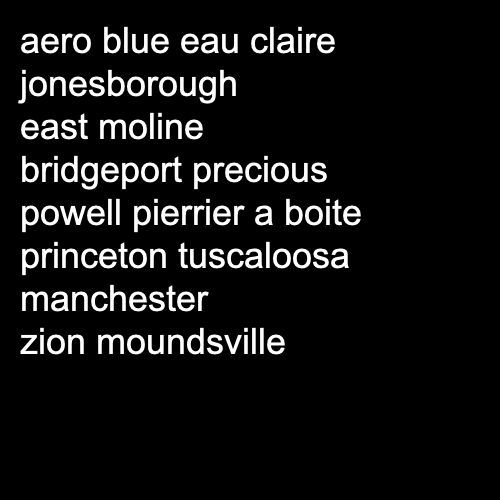 aero blue eau claire
jonesborough
east moline
bridgeport precious
powell pierrier a boite
princeton tuscaloosa
manchester
zion moundsville